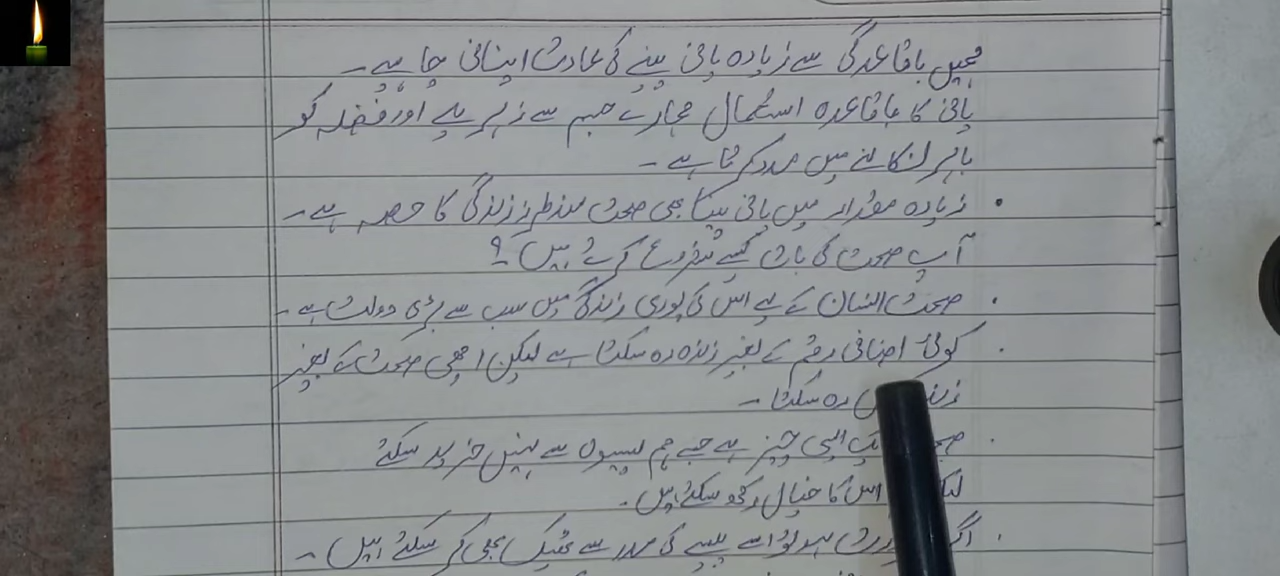 ہمیں باقاعدگی سے زیادہ پانی پینے کی عادت اپنانی چاہیے۔
پانی کا باقاعدہ استعمال ہمارے جسم سے زہریلے اور فضلہ کو
باہر نکالنے میں مدد کرتا ہے۔
• زیادہ مقدار میں پانی پینا بھی صحت مند طرز زندگی کا حصہ ہے۔
آپ صحت کی بات کیسے شروع کرتے ہیں؟
• صحت انسان کے لیے اس کی پوری زندگی میں سب سے بڑی دولت ہے۔
• کوئی اضافی رقم کے بغیر زندہ رہ سکتا ہے لیکن اچھی صحت کے بغیر
رہ سکتا۔
• ایسی چیز ہے جسے ہم پیسوں سے نہیں خرید سکتے
اس کا خیال رکھ سکتے ہیں۔
• ہو تو اسے پیسے کی مدد سے ٹھیک بھی کر سکتے ہیں۔